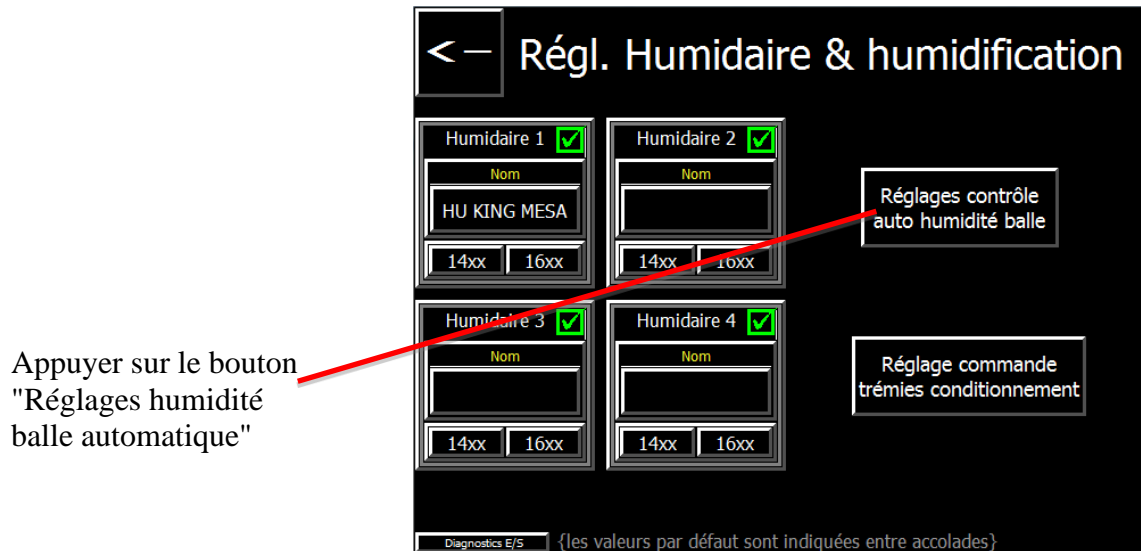 <— Régl. Humidaire & humidification
Humidaire 1
Nom
HU KING MESA
14xx 16xx
Humidaire 2
Nom
14xx 16xx
Réglages contrôle
auto humidité balle
Humidaire 3
Nom
14xx 16xx
Humidaire 4
Nom
14xx 16xx
Réglage commande
trémies conditionnement
Appuyer sur le bouton
"Réglages humidité
balle automatique"
Diagnostics E/S {les valeurs par défaut sont indiquées entre accolades}